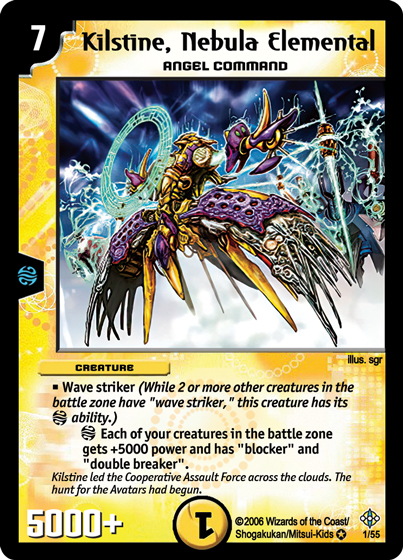 7
Kilstine, Nebula Elemental
ANGEL COMMAND
illus. sgr
CREATURE
▪ Wave striker (While 2 or more other creatures in the
battle zone have "wave striker," this creature has its
ability.)
Each of your creatures in the battle zone
gets +5000 power and has "blocker" and
"double breaker".
Kilstine led the Cooperative Assault Force across the clouds. The
hunt for the Avatars had begun.
5000+
1
©2006 Wizards of the Coast/
Shogakukan/Mitsui-Kids
1/55